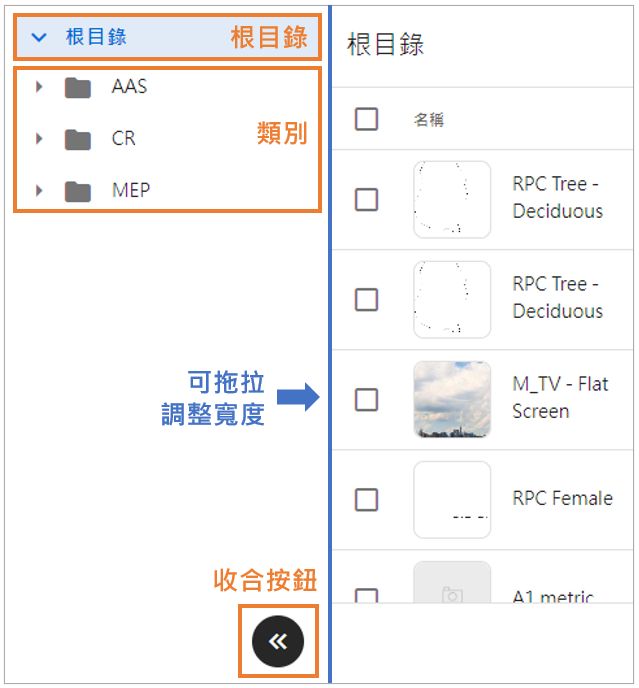 根目錄
根目錄
AAS
CR
MEP
類別
可拖拉
調整寬度
收合按鈕
根目錄
名稱
RPC Tree -
Deciduous
RPC Tree -
Deciduous
M_TV - Flat
Screen
RPC Female
A1 metric